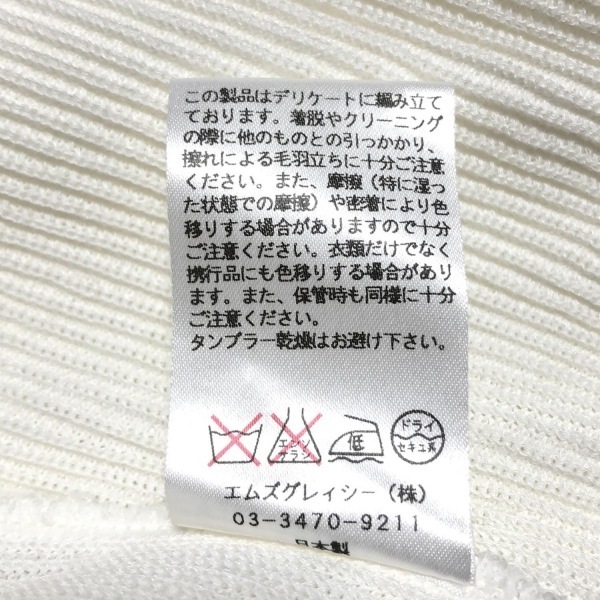 この製品はデリケートに編み立て
ております。着脱やクリーニング
の際に他のものとの引っかかり、
擦れによる毛羽立ちに十分ご注意
ください。また、摩擦（特に湿っ
た状態での摩擦）や密着により色
移りする場合がありますので十分
ご注意ください。衣類だけでなく
携行品にも色移りする場合があり
ます。また、保管時も同様に十分
ご注意ください。
タンブラー乾燥はお避け下さい。
エンソ
サラシ
低
ドライ
セキユ系
エムズグレイシー（株）
03-3470-9211
日本製